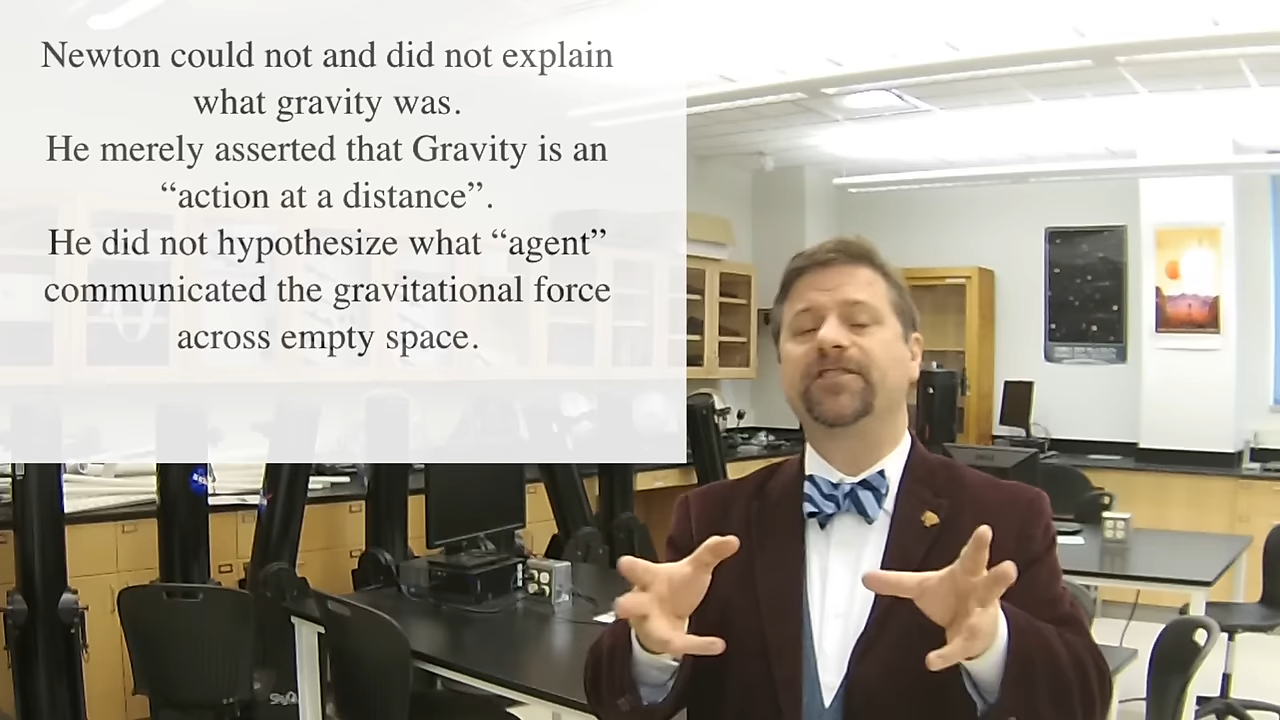 Newton could not and did not explain
what gravity was.
He merely asserted that Gravity is an
“action at a distance”.
He did not hypothesize what “agent”
communicated the gravitational force
across empty space.